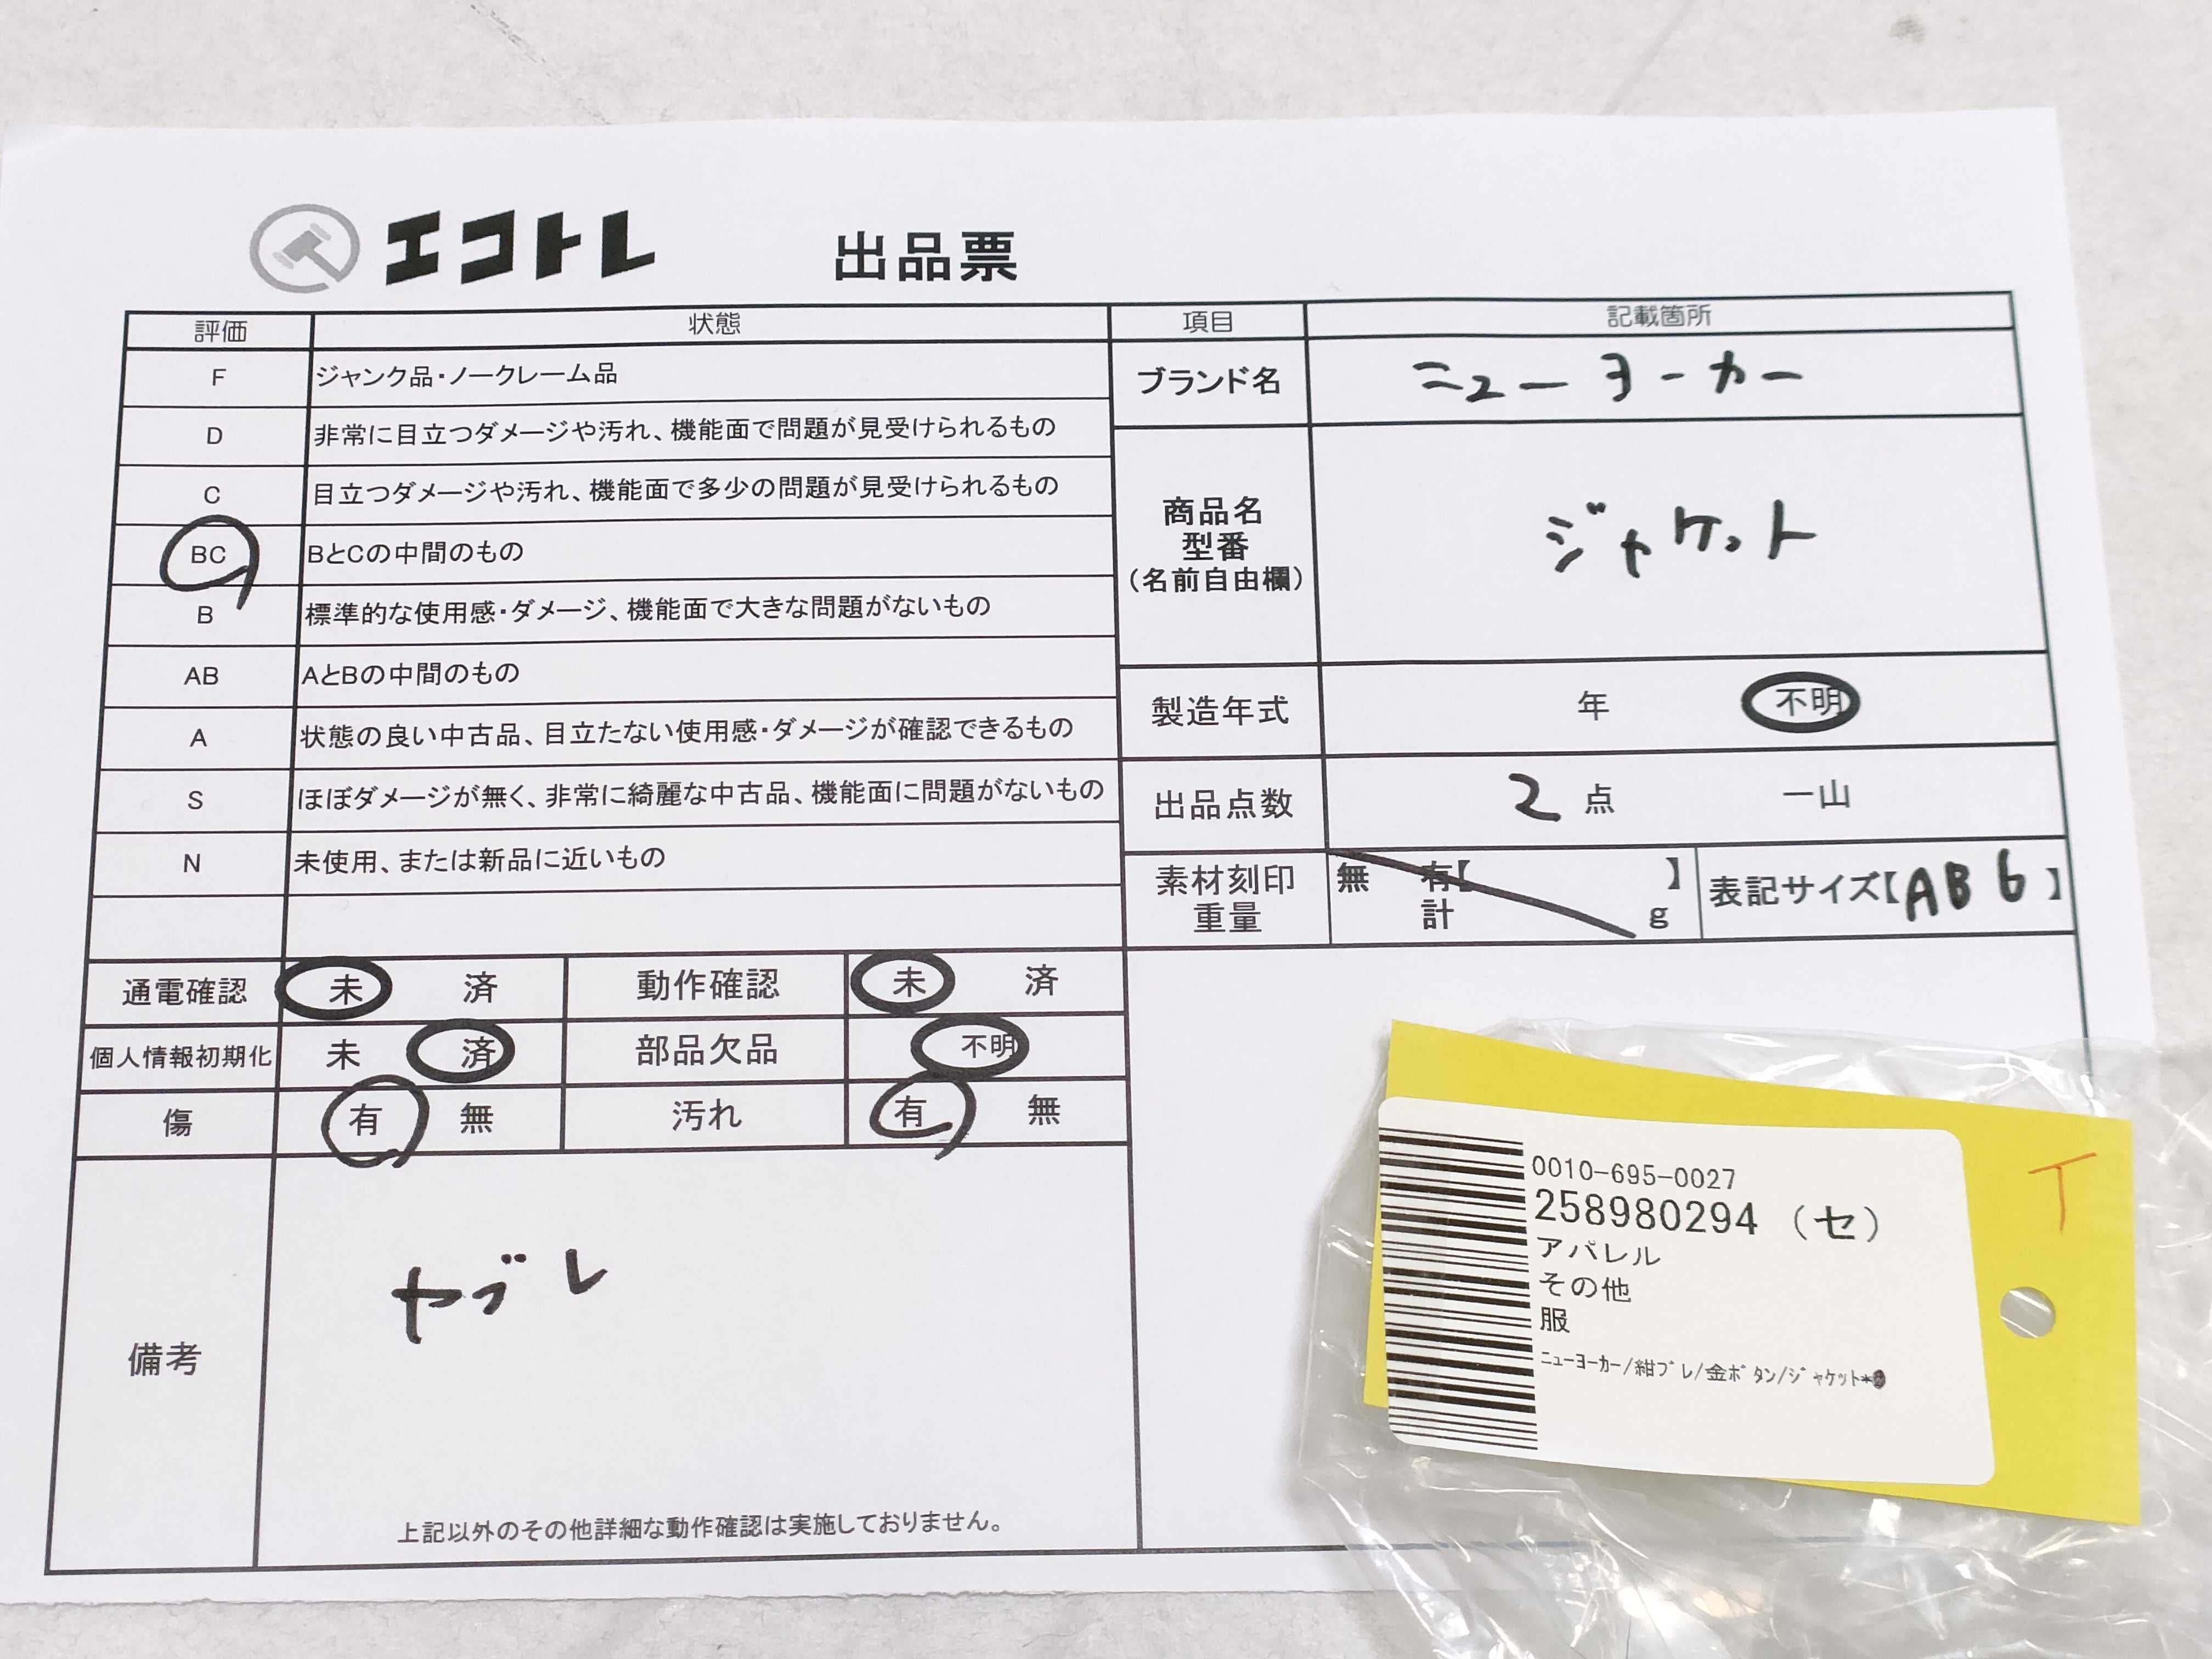 エコトレ 出品票
評価 状態 項目 記載箇所
F ジャンク品・ノークレーム品
D 非常に目立つダメージや汚れ、機能面で問題が見受けられるもの
C 目立つダメージや汚れ、機能面で多少の問題が見受けられるもの
BC BとCの中間のもの
B 標準的な使用感・ダメージ、機能面で大きな問題がないもの
AB AとBの中間のもの
A 状態の良い中古品、目立たない使用感・ダメージが確認できるもの
S ほぼダメージが無く、非常に綺麗な中古品、機能面に問題がないもの
N 未使用、または新品に近いもの
ブランド名 ニューヨーカー
商品名
型番
（名前自由欄）
ジャケット
製造年式 年 不明
出品点数 2 点 一山
素材刻印 無 有【 】
重量 計 g
表記サイズ【AB6】
通電確認 未 済 動作確認 未 済
個人情報初期化 未 済 部品欠品 不明
傷 有 無 汚れ 有 無
備考
ヤブレ
上記以外のその他詳細な動作確認は実施しておりません。
T
0010-695-0027
258980294 （セ）
アパレル
その他
服
ﾆｭｰﾖｰｶｰ/紺ﾌﾞﾚ/金ﾎﾞﾀﾝ/ｼﾞｬｹｯﾄ*